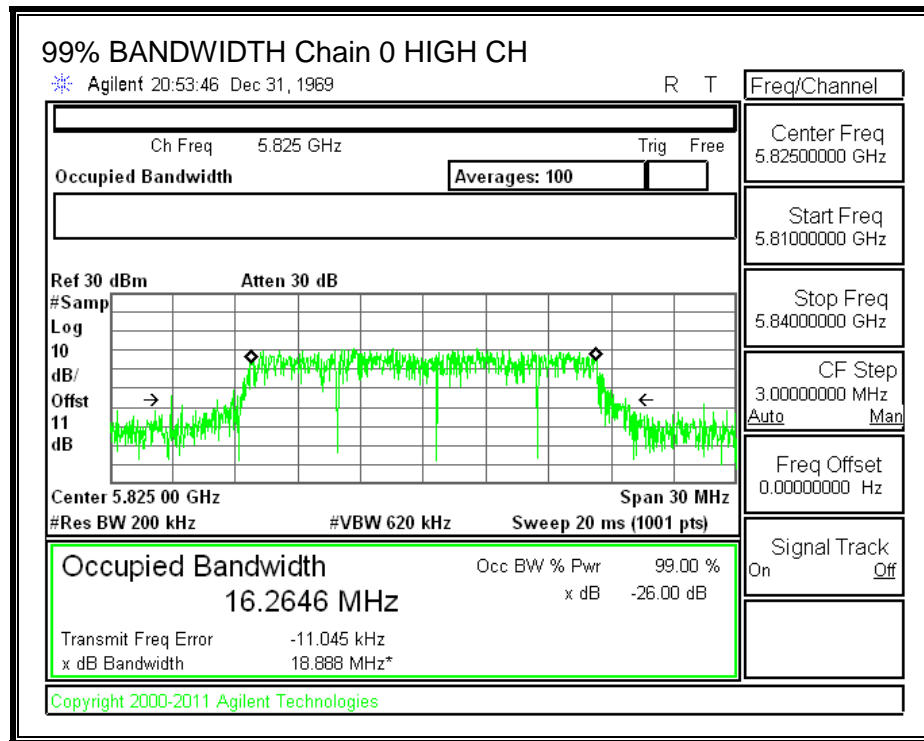 99% BANDWIDTH Chain 0 HIGH CH
Agilent 20:53:46 Dec 31, 1969 R T
Freq/Channel
Ch Freq 5.825 GHz Trig Free
Occupied Bandwidth Averages: 100
Ref 30 dBm Atten 30 dB
#Samp
Log
10
dB/
Offst
11
dB
Center 5.825 00 GHz Span 30 MHz
#Res BW 200 kHz #VBW 620 kHz Sweep 20 ms (1001 pts)
Occupied Bandwidth Occ BW % Pwr 99.00 %
16.2646 MHz x dB -26.00 dB
Transmit Freq Error -11.045 kHz
x dB Bandwidth 18.888 MHz*
Copyright 2000-2011 Agilent Technologies
Center Freq
5.82500000 GHz
Start Freq
5.81000000 GHz
Stop Freq
5.84000000 GHz
CF Step
3.00000000 MHz
Auto Man
Freq Offset
0.00000000 Hz
Signal Track
On Off